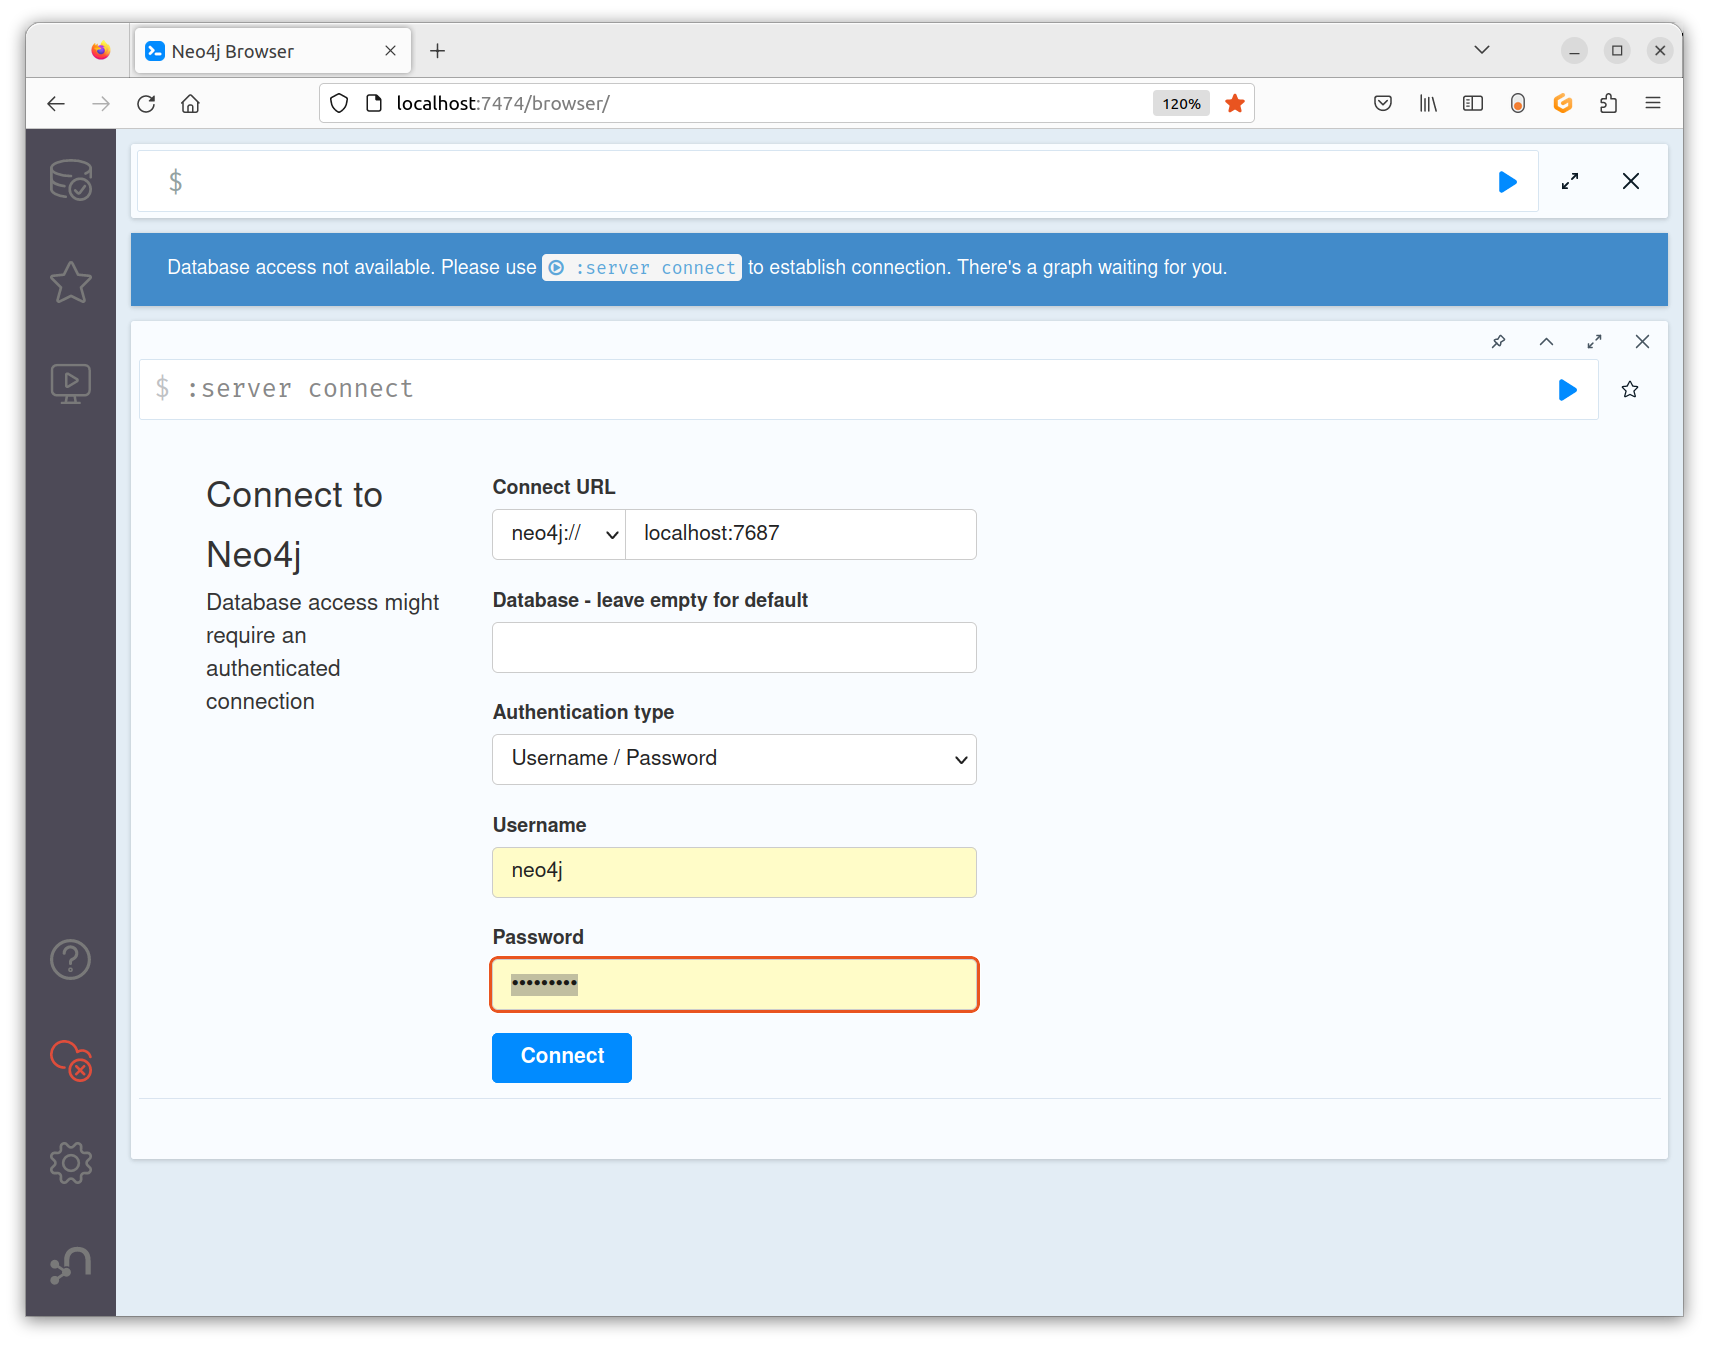 Neo4j Browser
localhost:7474/browser/
120%
$
Database access not available. Please use :server connect to establish connection. There's a graph waiting for you.
$ :server connect
Connect to
Neo4j
Database access might
require an
authenticated
connection
Connect URL
neo4j://
localhost:7687
Database - leave empty for default
Authentication type
Username / Password
Username
neo4j
Password
•••••••••
Connect